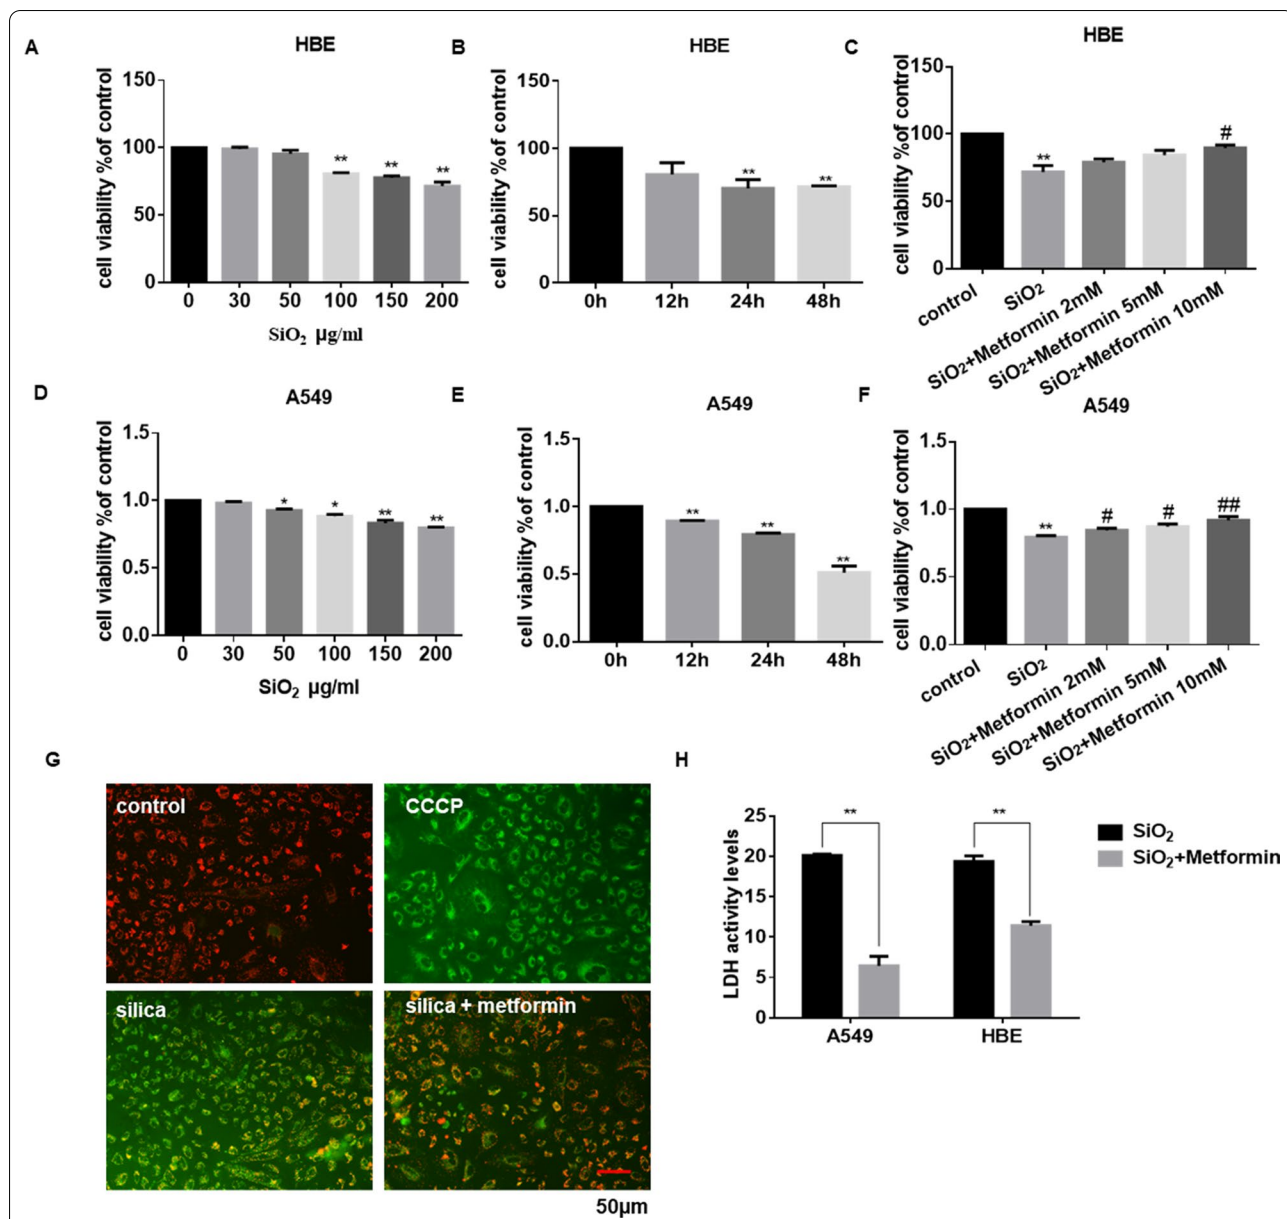 A
HBE
cell viability %of control
150
100
50
0
**
**
**
0 30 50 100 150 200
SiO2 µg/ml
B
HBE
cell viability %of control
150
100
50
0
**
**
0h 12h 24h 48h
C
HBE
cell viability %of control
150
100
50
0
**
#
control
SiO2
SiO2+Metformin 2mM
SiO2+Metformin 5mM
SiO2+Metformin 10mM
D
A549
cell viability %of control
1.5
1.0
0.5
0.0
*
*
**
**
0 30 50 100 150 200
SiO2 µg/ml
E
A549
cell viability %of control
1.5
1.0
0.5
0.0
**
**
**
0h 12h 24h 48h
F
A549
cell viability %of control
1.5
1.0
0.5
0.0
**
#
#
##
control
SiO2
SiO2+Metformin 2mM
SiO2+Metformin 5mM
SiO2+Metformin 10mM
G
control
CCCP
silica
silica + metformin
50µm
H
LDH activity levels
25
20
15
10
5
0
**
**
A549 HBE
SiO2
SiO2+Metformin